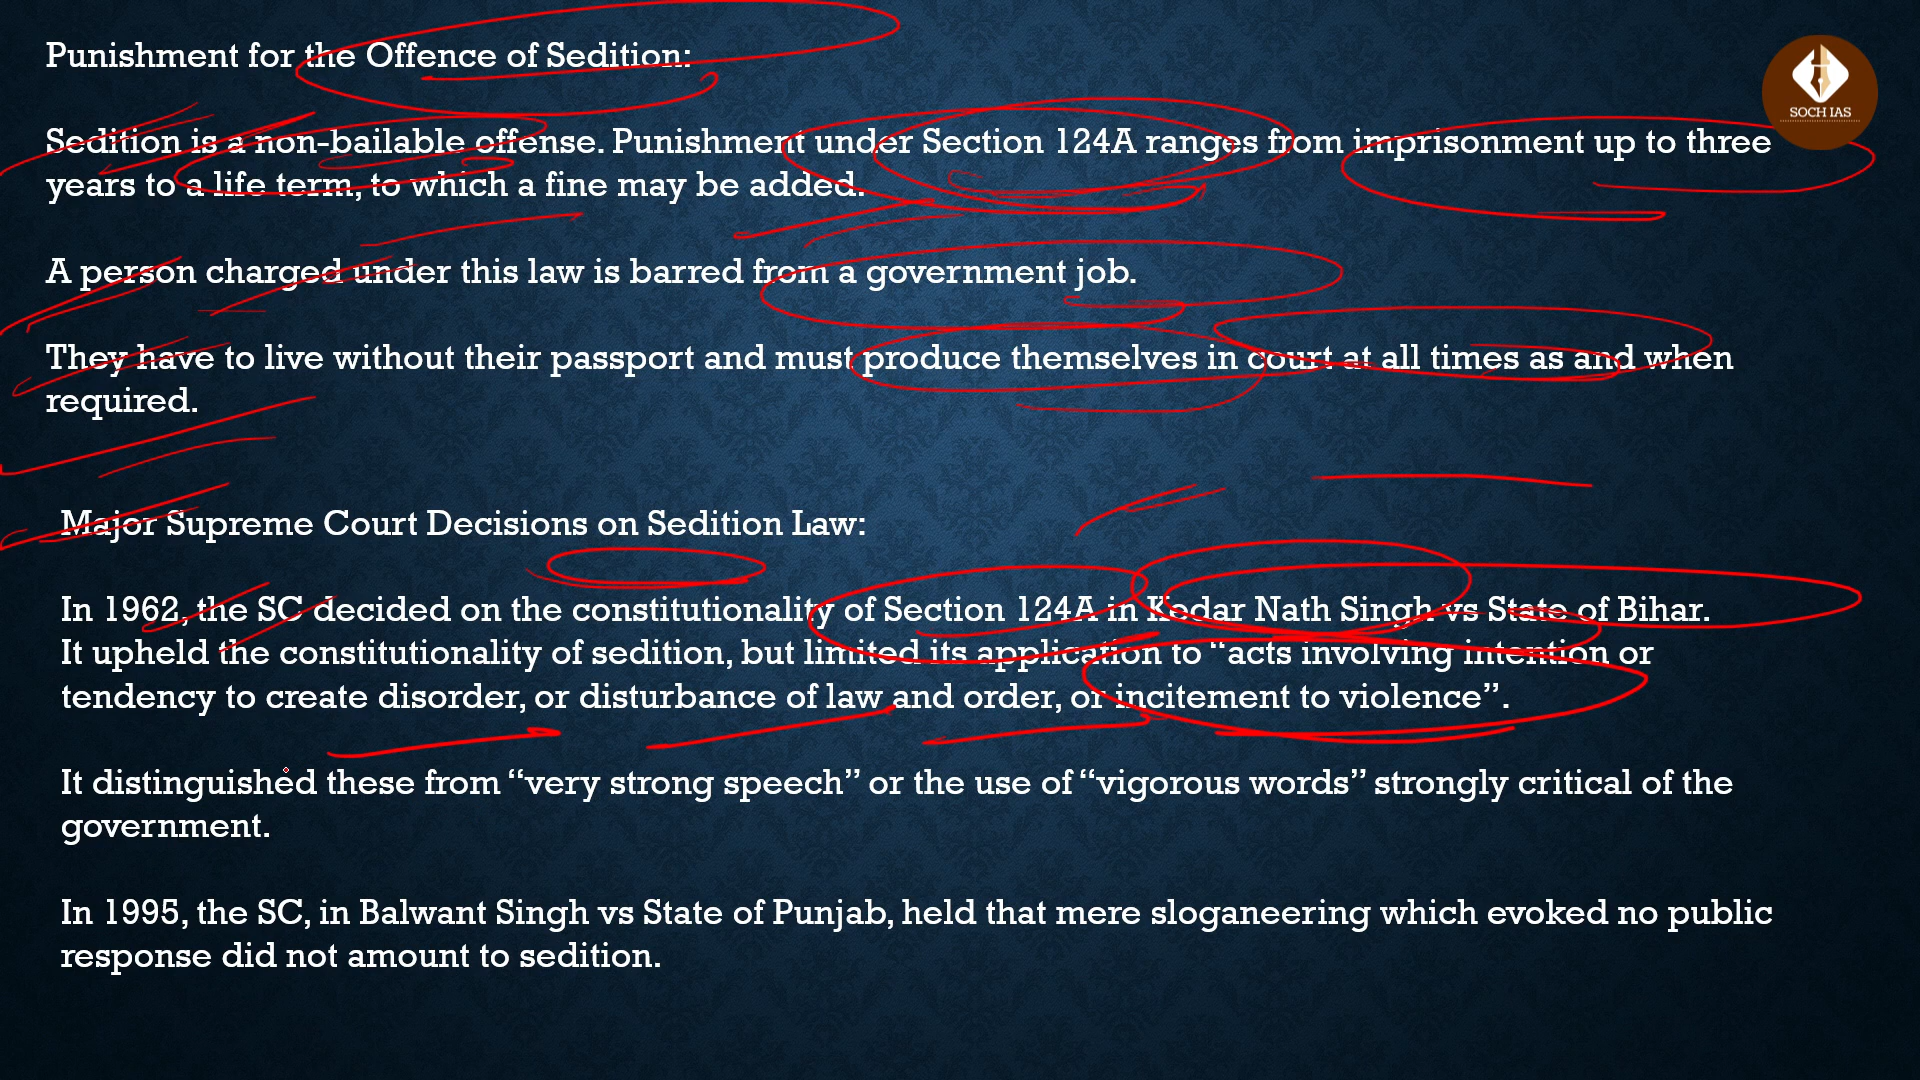 Punishment for the Offence of Sedition:
SOCH IAS
Sedition is a non-bailable offense. Punishment under Section 124A ranges from imprisonment up to three
years to a life term, to which a fine may be added.
A person charged under this law is barred from a government job.
They have to live without their passport and must produce themselves in court at all times as and when
required.
Major Supreme Court Decisions on Sedition Law:
In 1962, the SC decided on the constitutionality of Section 124A in Kedar Nath Singh vs State of Bihar.
It upheld the constitutionality of sedition, but limited its application to “acts involving intention or
tendency to create disorder, or disturbance of law and order, or incitement to violence”.
It distinguished these from “very strong speech” or the use of “vigorous words” strongly critical of the
government.
In 1995, the SC, in Balwant Singh vs State of Punjab, held that mere sloganeering which evoked no public
response did not amount to sedition.